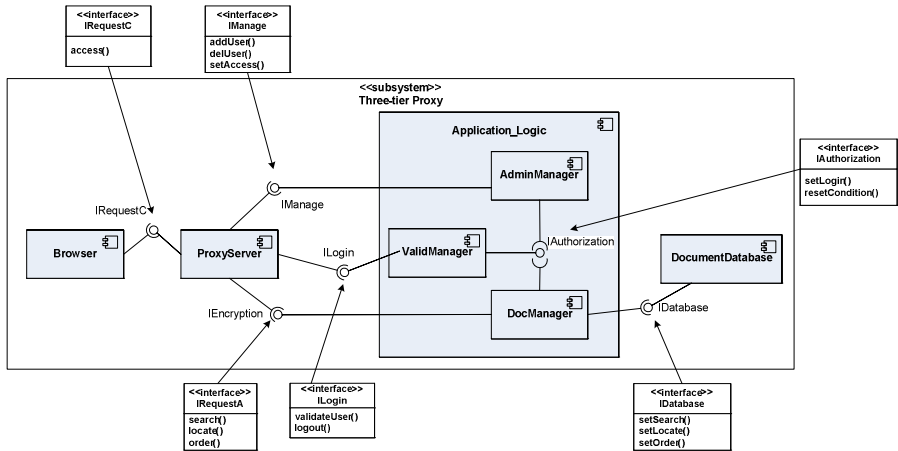 <<interface>>
IRequestC
access()
<<interface>>
IManage
addUser()
delUser()
setAccess()
<<subsystem>>
Three-tier Proxy
Application_Logic
<<interface>>
IAuthorization
setLogin()
resetCondition()
AdminManager
IManage
IRequestC
Browser
ProxyServer
ILogin
ValidManager
IAuthorization
DocumentDatabase
IEncryption
DocManager
IDatabase
<<interface>>
IRequestA
search()
locate()
order()
<<interface>>
ILogin
validateUser()
logout()
<<interface>>
IDatabase
setSearch()
setLocate()
setOrder()